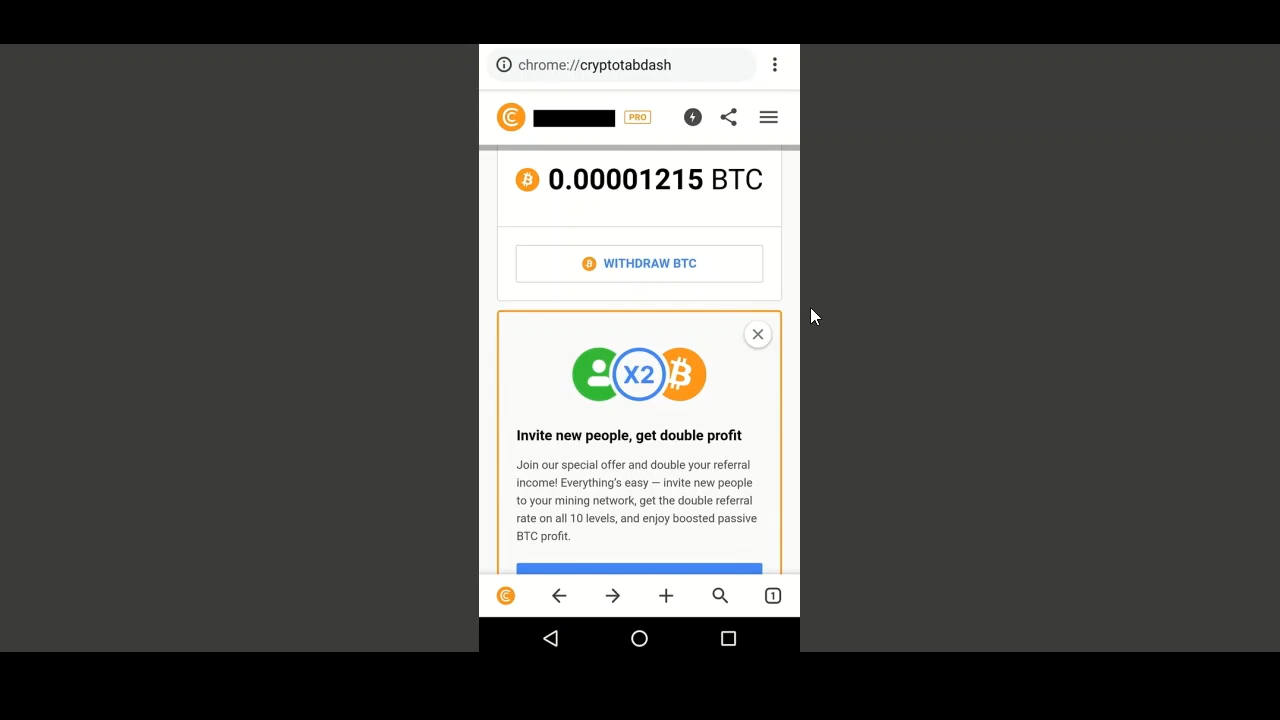 chrome://cryptotabdash
PRO
0.00001215 BTC
WITHDRAW BTC
X2
Invite new people, get double profit
Join our special offer and double your referral
income! Everything's easy — invite new people
to your mining network, get the double referral
rate on all 10 levels, and enjoy boosted passive
BTC profit.
1